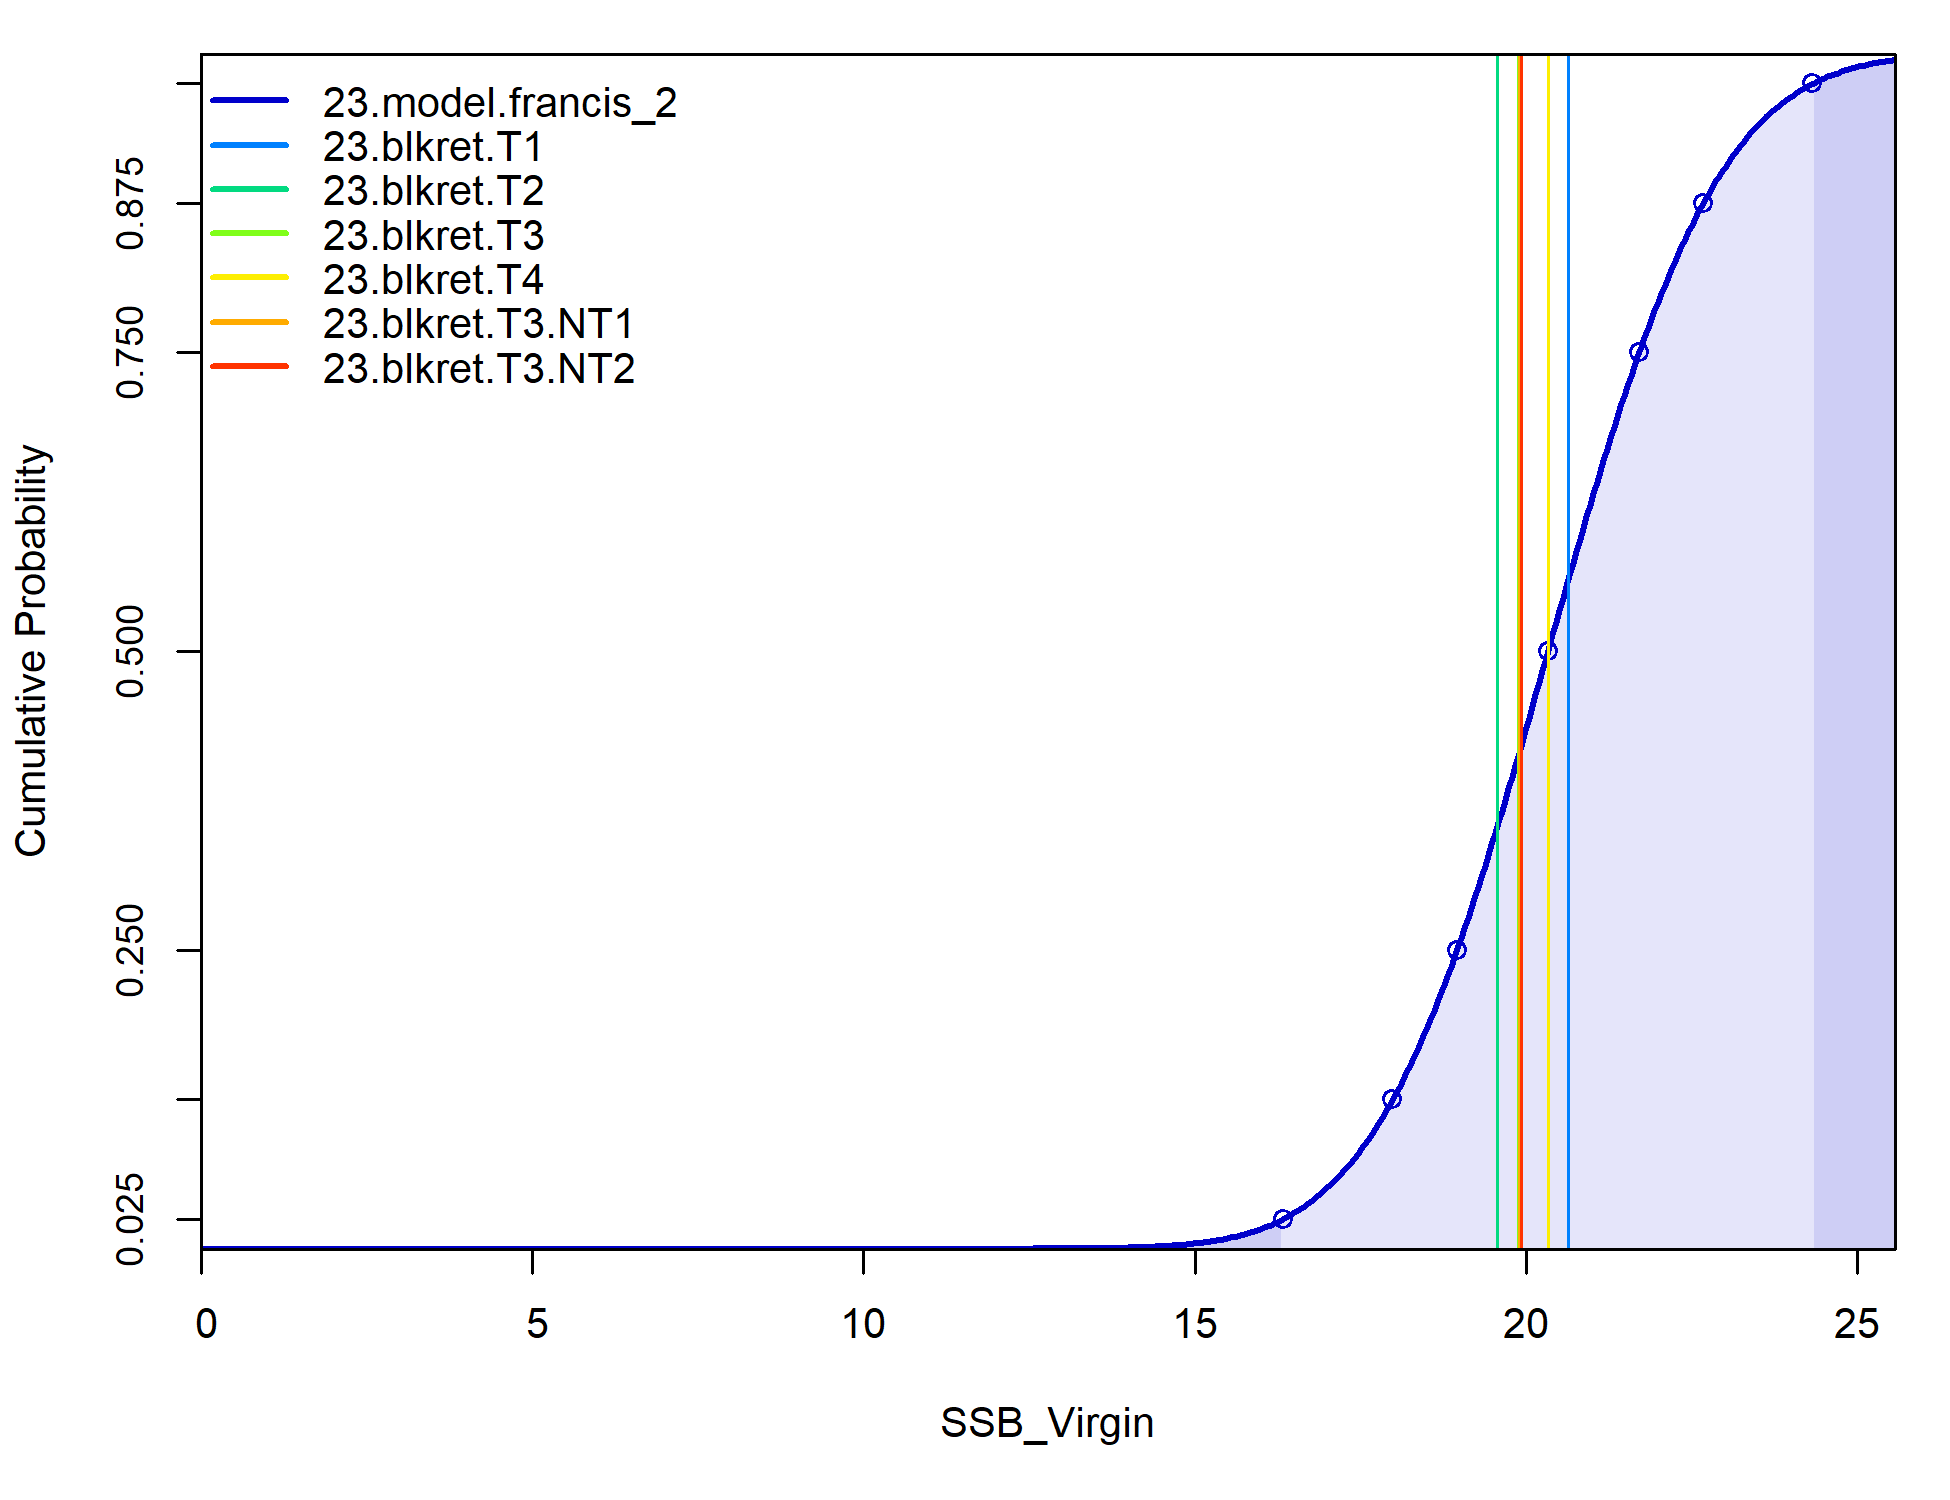 23.model.francis_2
23.blkret.T1
23.blkret.T2
23.blkret.T3
23.blkret.T4
23.blkret.T3.NT1
23.blkret.T3.NT2
Cumulative Probability
0.875
0.750
0.500
0.250
0.025
0 5 10 15 20 25
SSB_Virgin